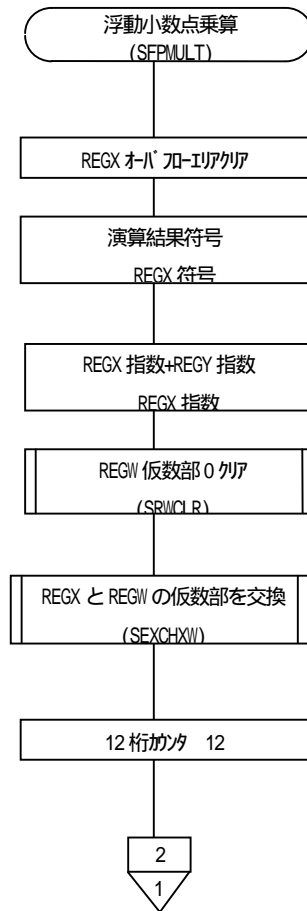 浮動小数点乗算
(SFPMULT)
REGX オーバフローエリアクリア
演算結果符号
REGX 符号
REGX 指数+REGY 指数
REGX 指数
REGW 仮数部 0 クリア
(SRWCLR)
REGX と REGW の仮数部を交換
(SEXCHXW)
12 桁カウンタ 12
2
1